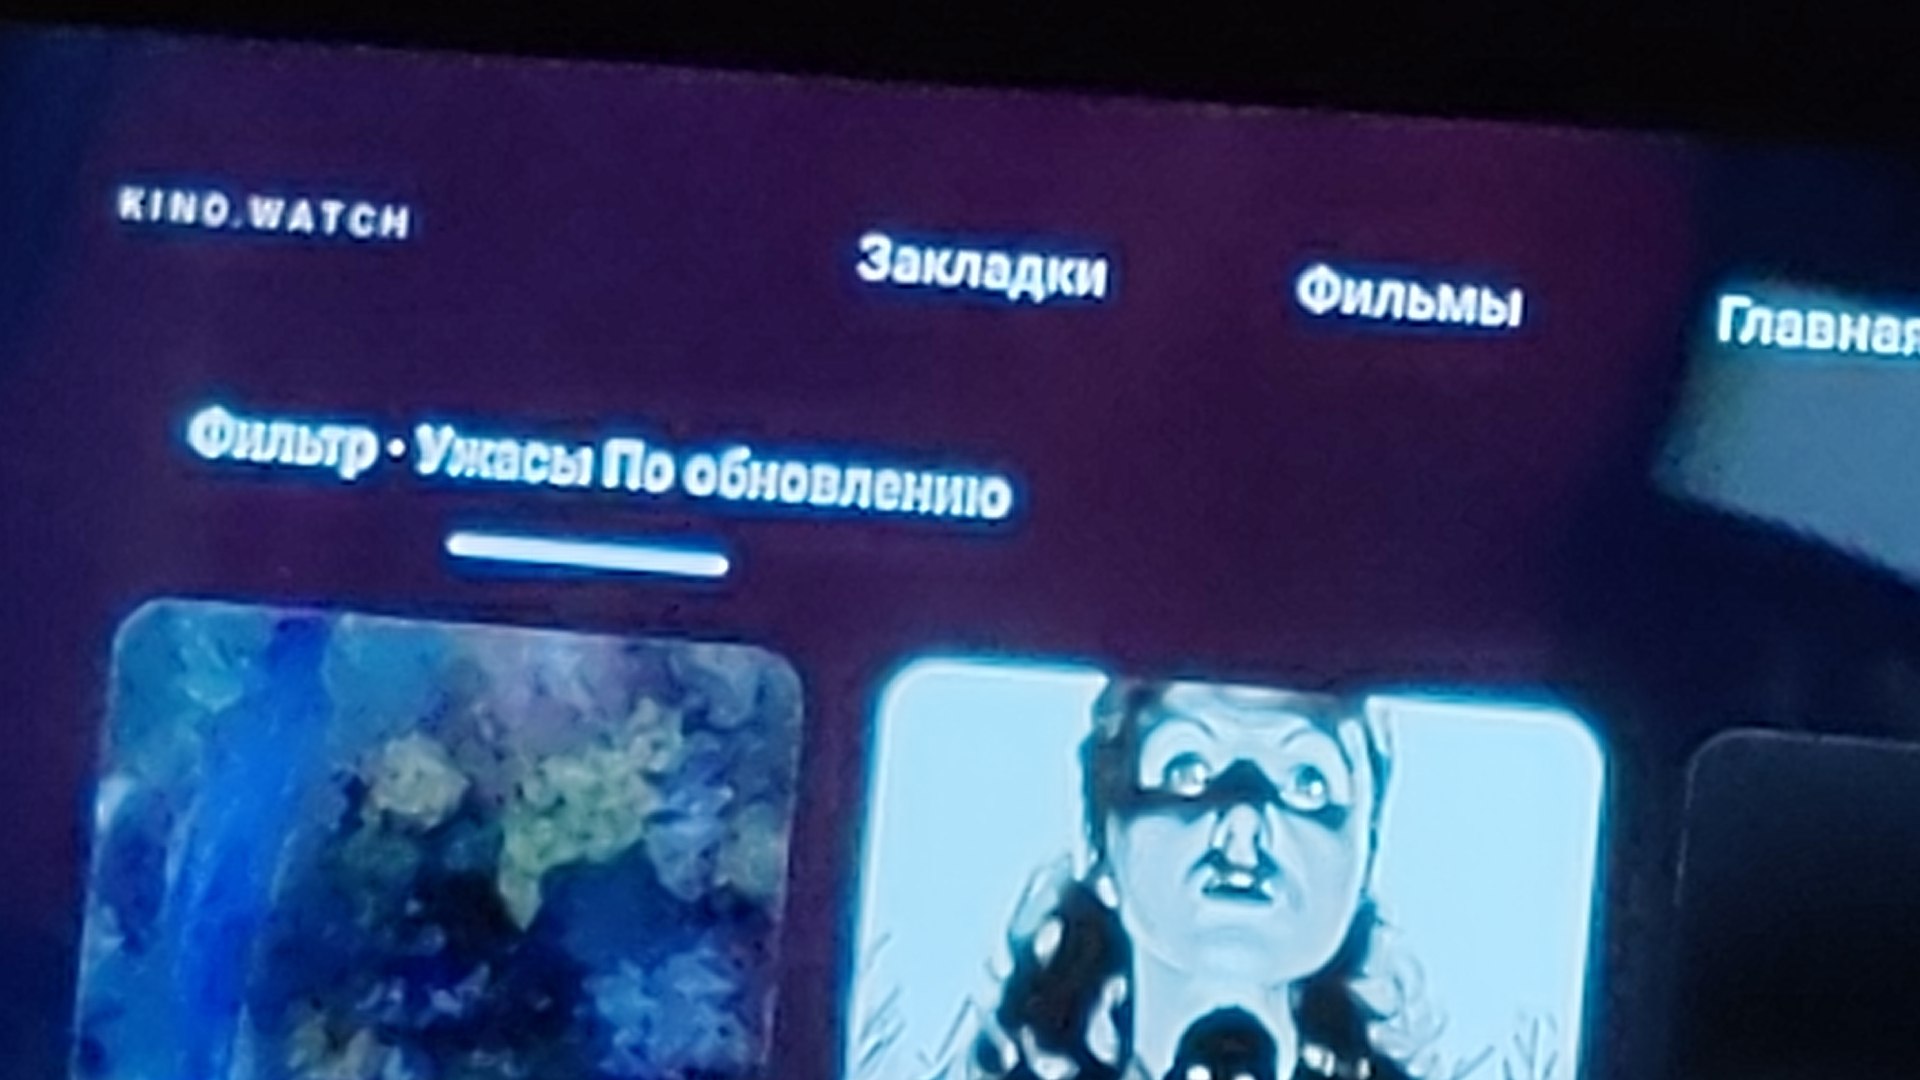 KINO.WATCH
Закладки
Фильмы
Главная
Фильтр · Ужасы По обновлению